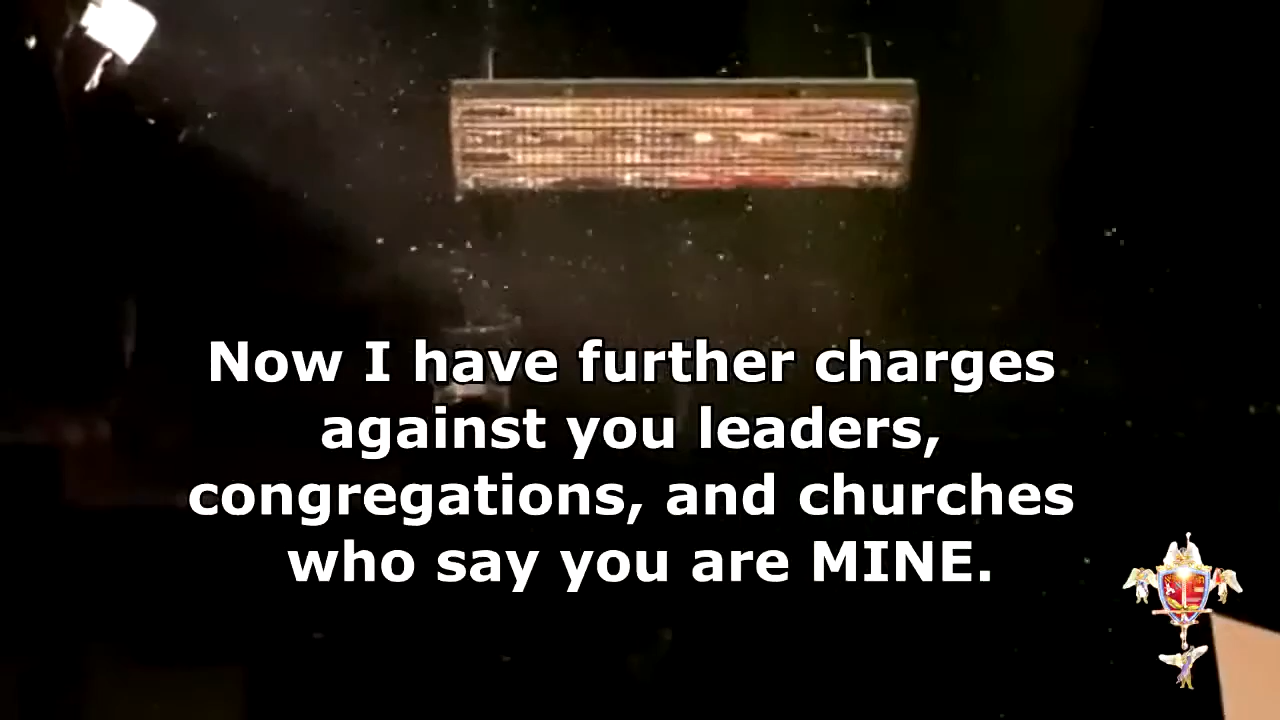 Now I have further charges
against you leaders,
congregations, and churches
who say you are MINE.